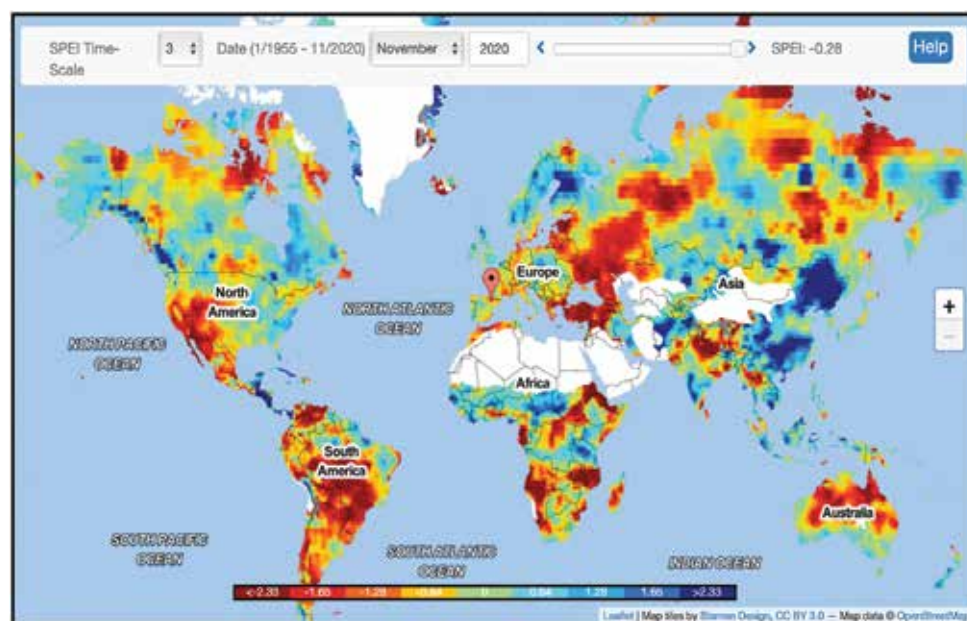 SPEI Time-Scale 3 Date (1/1955 - 11/2020) November 2020 SPEI: -0.28 Help
North America
Europe
Asia
NORTH ATLANTIC OCEAN
NORTH PACIFIC OCEAN
Africa
South America
Australia
SOUTH PACIFIC OCEAN
SOUTH ATLANTIC OCEAN
INDIAN OCEAN
+
−
<-2.33 -1.65 -1.28 -0.84 0 0.84 1.28 1.65 >2.33
Leaflet | Map tiles by Stamen Design, CC BY 3.0 — Map data © OpenStreetMap